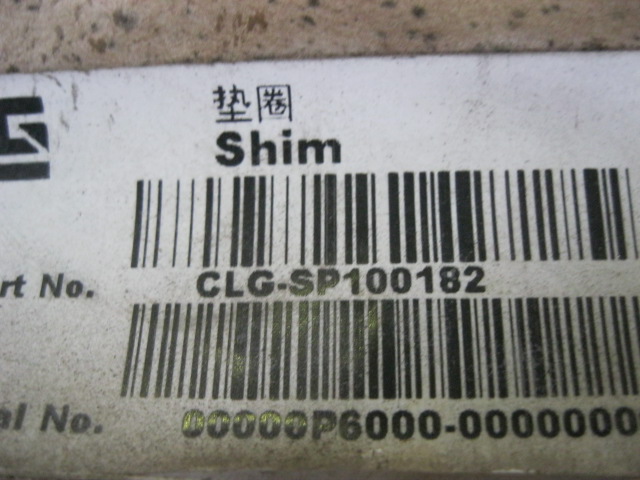 垫圈
Shim
rt No. CLG-SP100182
al No. 00000P6000-0000000